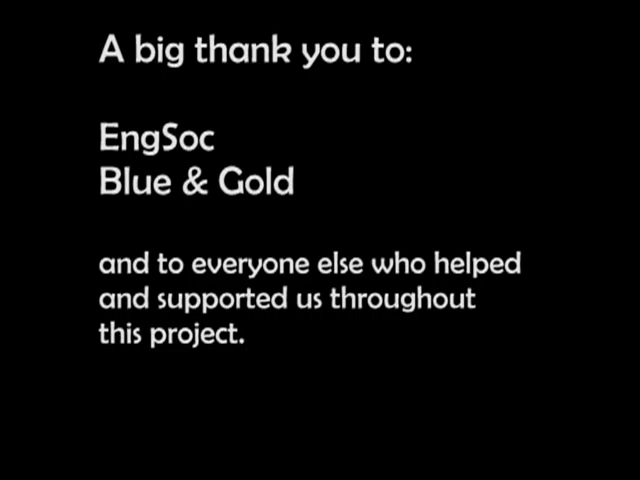 A big thank you to:
EngSoc
Blue & Gold
and to everyone else who helped
and supported us throughout
this project.